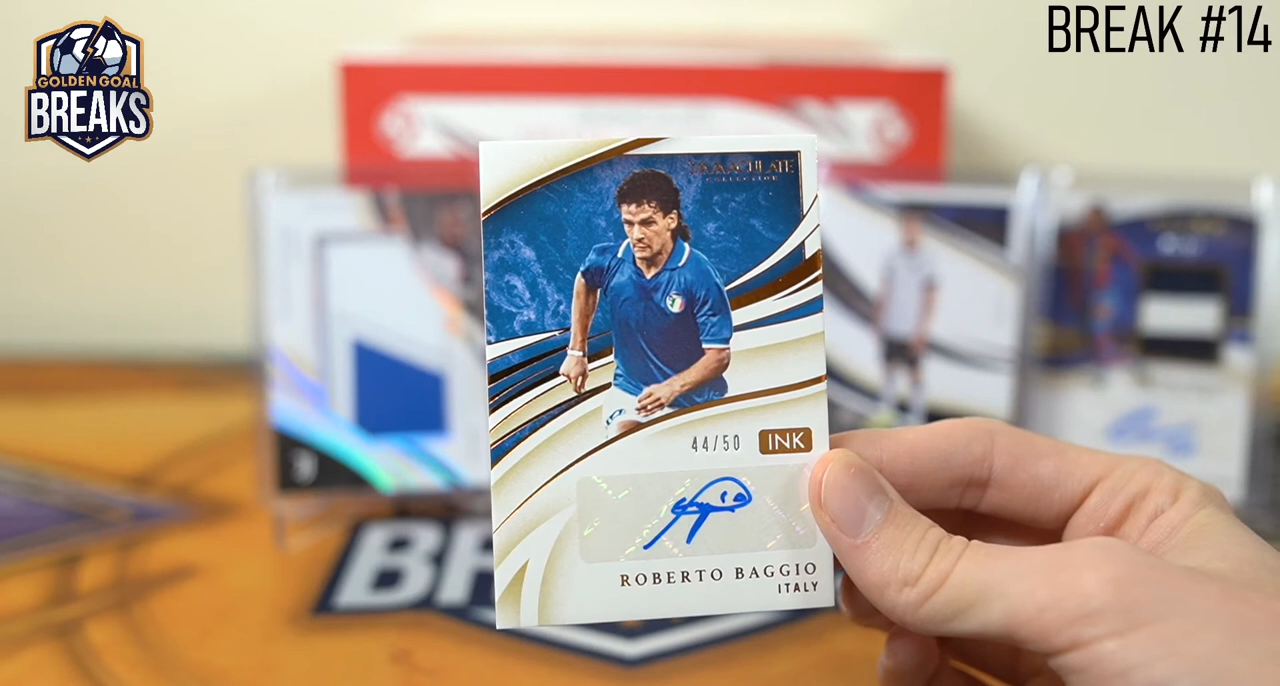 BREAK #14
GOLDEN GOAL
BREAKS
IMMACULATE
COLLECTION
44/50 INK
ROBERTO BAGGIO
ITALY